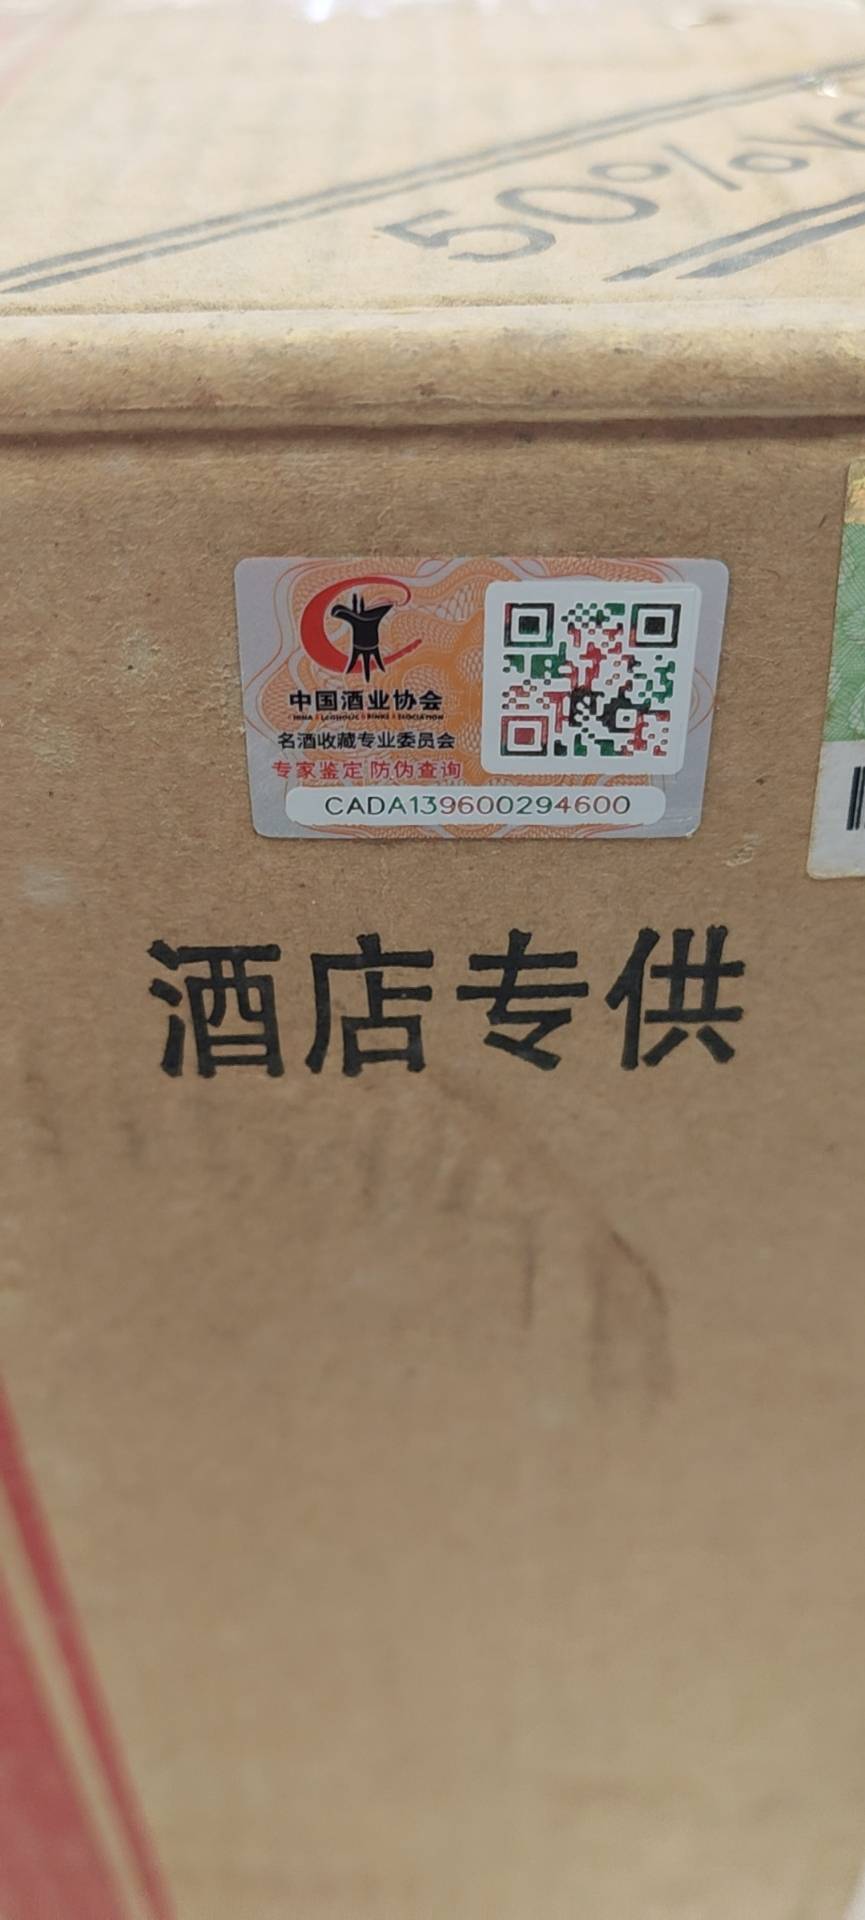 50%vo
中国酒业协会
名酒收藏专业委员会
专家鉴定 防伪查询
CADA139600294600
酒店专供